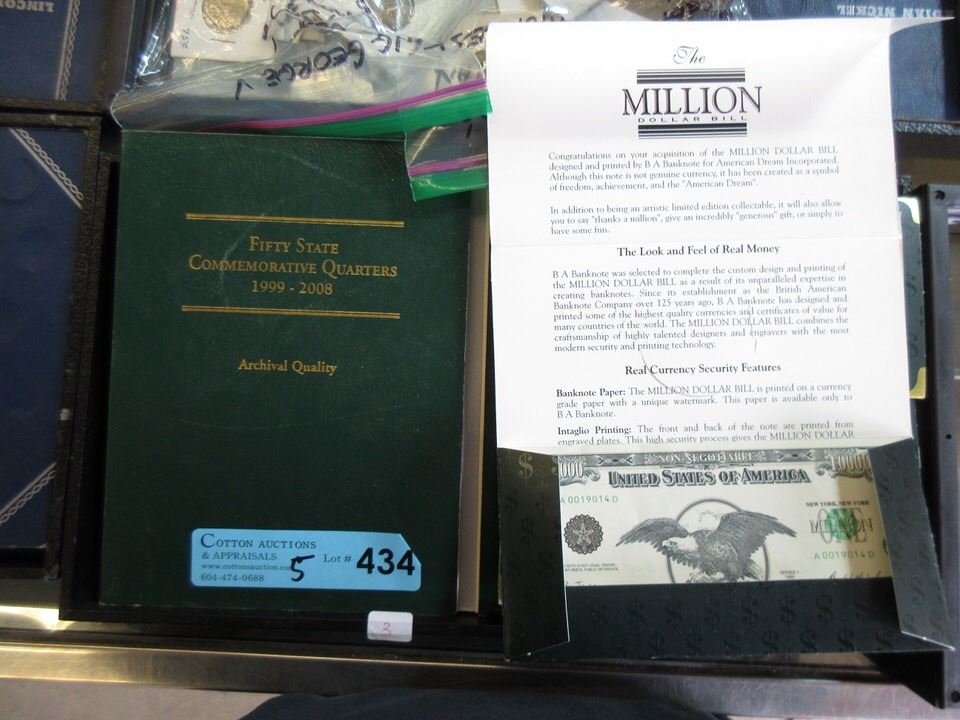 LINCOL
GEORGE V
DIAN NICKEL
FIFTY STATE
COMMEMORATIVE QUARTERS
1999 - 2008
Archival Quality
COTTON AUCTIONS
& APPRAISALS
www.cottonsauction.com
604-474-0688
5
Lot # 434
3
The
MILLION
DOLLAR BILL
Congratulations on your acquisition of the MILLION DOLLAR BILL
designed and printed by B A Banknote for American Dream Incorporated.
Although this note is not genuine currency, it has been created as a symbol
of freedom, achievement, and the "American Dream".
In addition to being an artistic limited edition collectable, it will also allow
you to say "thanks a million", give an incredibly "generous" gift, or simply to
have some fun.
The Look and Feel of Real Money
B A Banknote was selected to complete the custom design and printing of
the MILLION DOLLAR BILL as a result of its unparalleled expertise in
creating banknotes. Since its establishment as the British American
Banknote Company over 125 years ago, B A Banknote has designed and
printed some of the highest quality currencies and certificates of value for
many countries of the world. The MILLION DOLLAR BILL combines the
craftsmanship of highly talented designers and engravers with the most
modern security and printing technology.
Real Currency Security Features
Banknote Paper: The MILLION DOLLAR BILL is printed on a currency
grade paper with a unique watermark. This paper is available only to
B A Banknote.
Intaglio Printing: The front and back of the note are printed from
engraved plates. This high security process gives the MILLION DOLLAR
NON-NEGOTIABLE
UNITED STATES OF AMERICA
A 0019014 D
NEW YORK, NEW YORK
ONE
MILLION
A 0019014 D